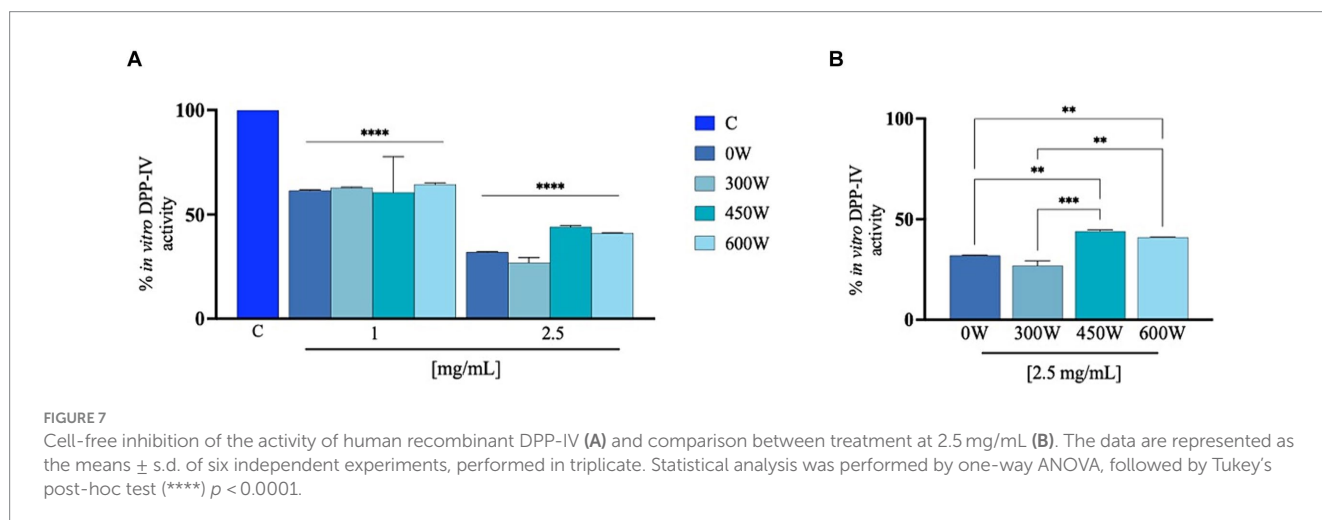 A
B
****
****
100
50
0
% in vitro DPP-IV
activity
C
1
2.5
[mg/mL]
C
0W
300W
450W
600W
**
**
**
***
100
50
0
% in vitro DPP-IV
activity
0W
300W
450W
600W
[2.5 mg/mL]
FIGURE 7
Cell-free inhibition of the activity of human recombinant DPP-IV (A) and comparison between treatment at 2.5 mg/mL (B). The data are represented as
the means ± s.d. of six independent experiments, performed in triplicate. Statistical analysis was performed by one-way ANOVA, followed by Tukey’s
post-hoc test (****) p < 0.0001.